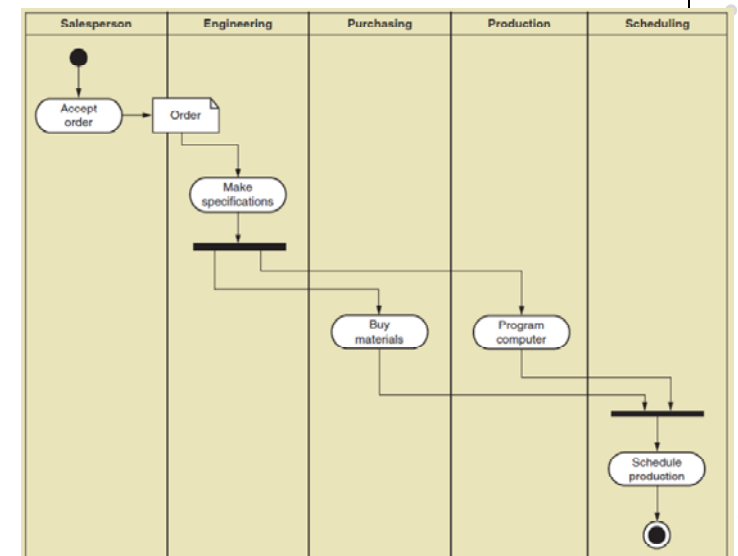 Salesperson
Engineering
Purchasing
Production
Scheduling
Accept
order
Order
Make
specifications
Buy
materials
Program
computer
Schedule
production